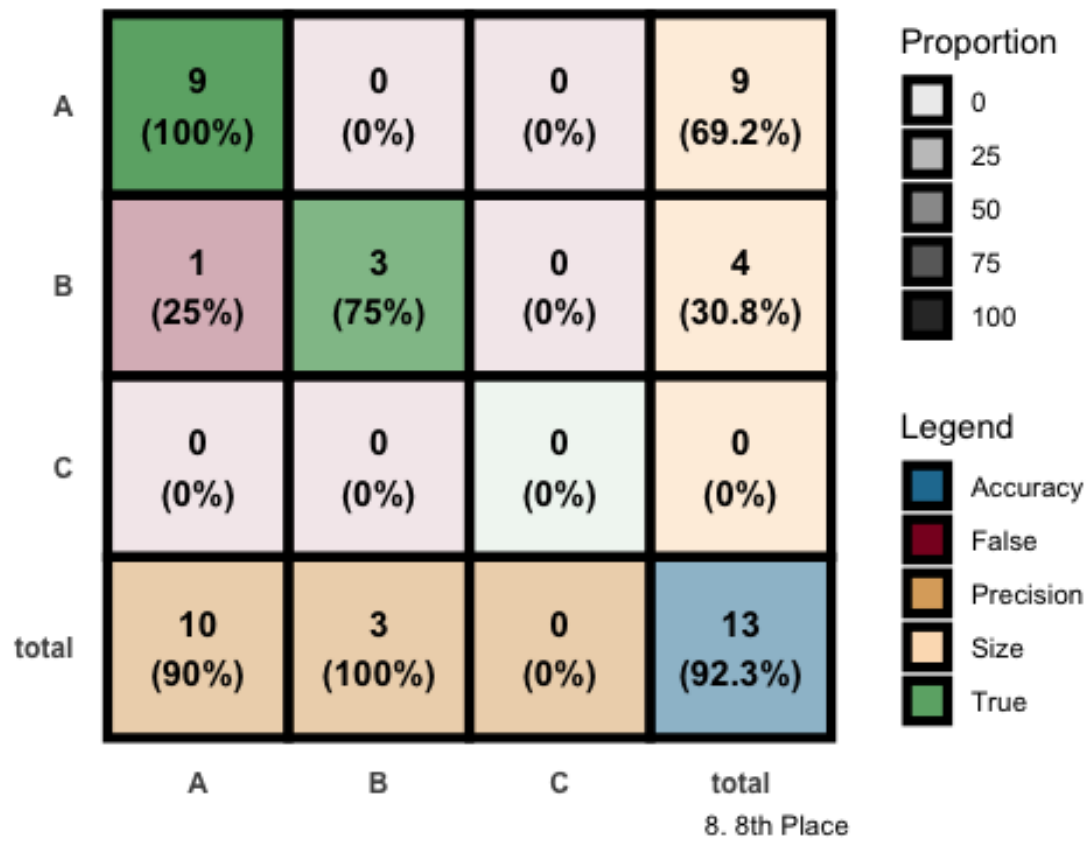 A
9
(100%)
0
(0%)
0
(0%)
9
(69.2%)
B
1
(25%)
3
(75%)
0
(0%)
4
(30.8%)
C
0
(0%)
0
(0%)
0
(0%)
0
(0%)
total
10
(90%)
3
(100%)
0
(0%)
13
(92.3%)
A
B
C
total
8. 8th Place
Proportion
0
25
50
75
100
Legend
Accuracy
False
Precision
Size
True